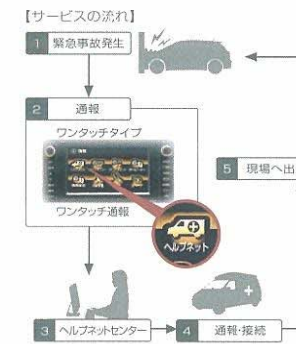 【サービスの流れ】
1 緊急事故発生
2 通報
ワンタッチタイプ
ワンタッチ通報
ヘルプネット
5 現場へ出
3 ヘルプネットセンター
4 通報・接続